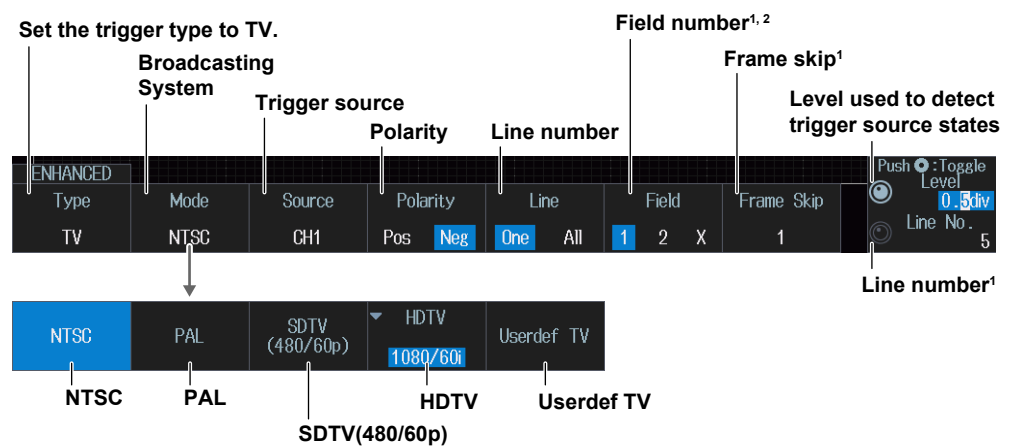 Field number1, 2
Set the trigger type to TV.
Broadcasting
System
Frame skip1
Trigger source
Level used to detect
trigger source states
Polarity
Line number
ENHANCED
Push :Toggle
Type
Mode
Source
Polarity
Line
Field
Frame Skip
Level
0.5div
TV
NTSC
CH1
Pos Neg
One All
1 2 X
1
Line No.
5
Line number1
NTSC
PAL
SDTV
(480/60p)
HDTV
1080/60i
Userdef TV
NTSC
PAL
HDTV
Userdef TV
SDTV(480/60p)